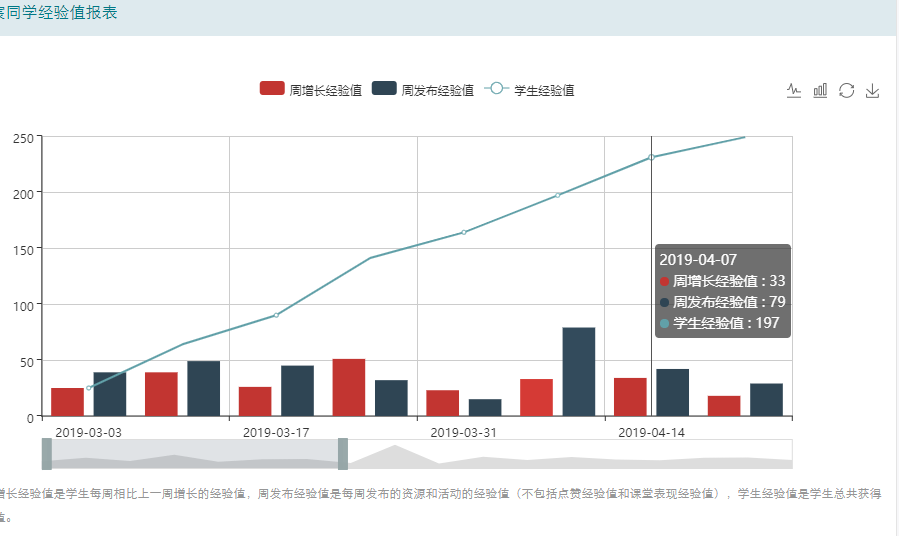 同学经验值报表
周增长经验值 周发布经验值 学生经验值
250
200
150
100
50
0
2019-04-07
周增长经验值 : 33
周发布经验值 : 79
学生经验值 : 197
2019-03-03 2019-03-17 2019-03-31 2019-04-14
增长经验值是学生每周相比上一周增长的经验值，周发布经验值是每周发布的资源和活动的经验值（不包括点赞经验值和课堂表现经验值），学生经验值是学生总共获得
值。